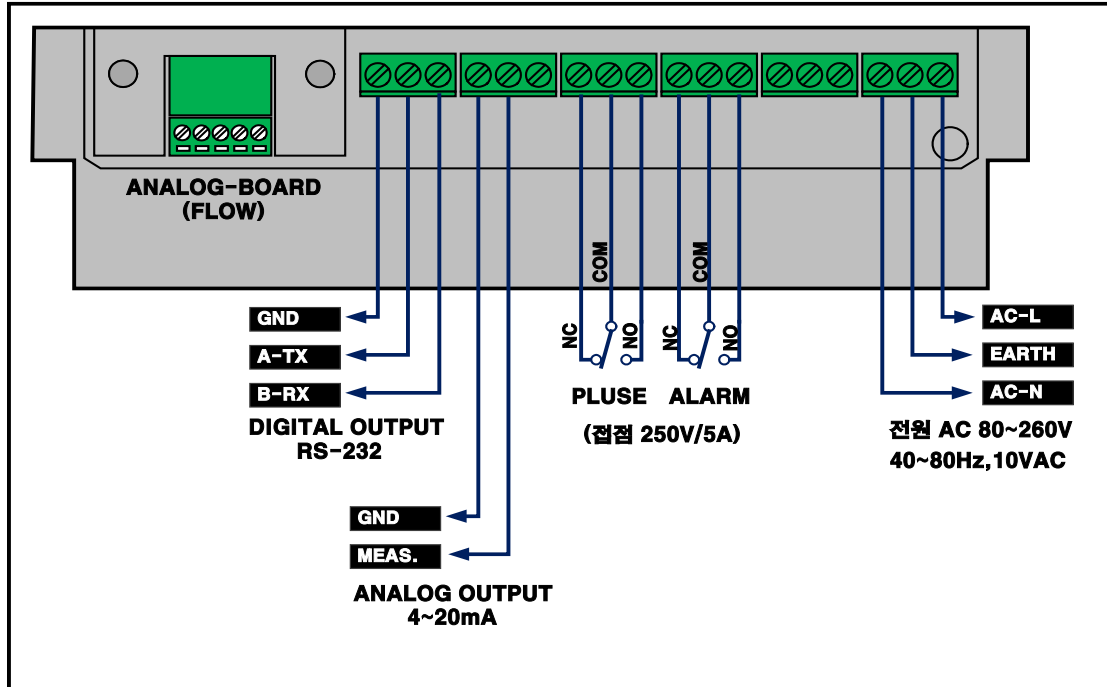 ANALOG-BOARD
(FLOW)
GND
A-TX
B-RX
DIGITAL OUTPUT
RS-232
GND
MEAS.
ANALOG OUTPUT
4~20mA
NC
COM
NO
NC
COM
NO
PLUSE
ALARM
(접점 250V/5A)
AC-L
EARTH
AC-N
전원 AC 80~260V
40~80Hz,10VAC